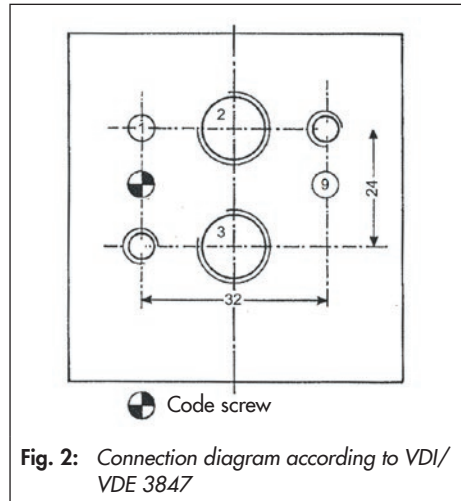 2
1
9
24
3
32
Code screw
Fig. 2: Connection diagram according to VDI/
VDE 3847